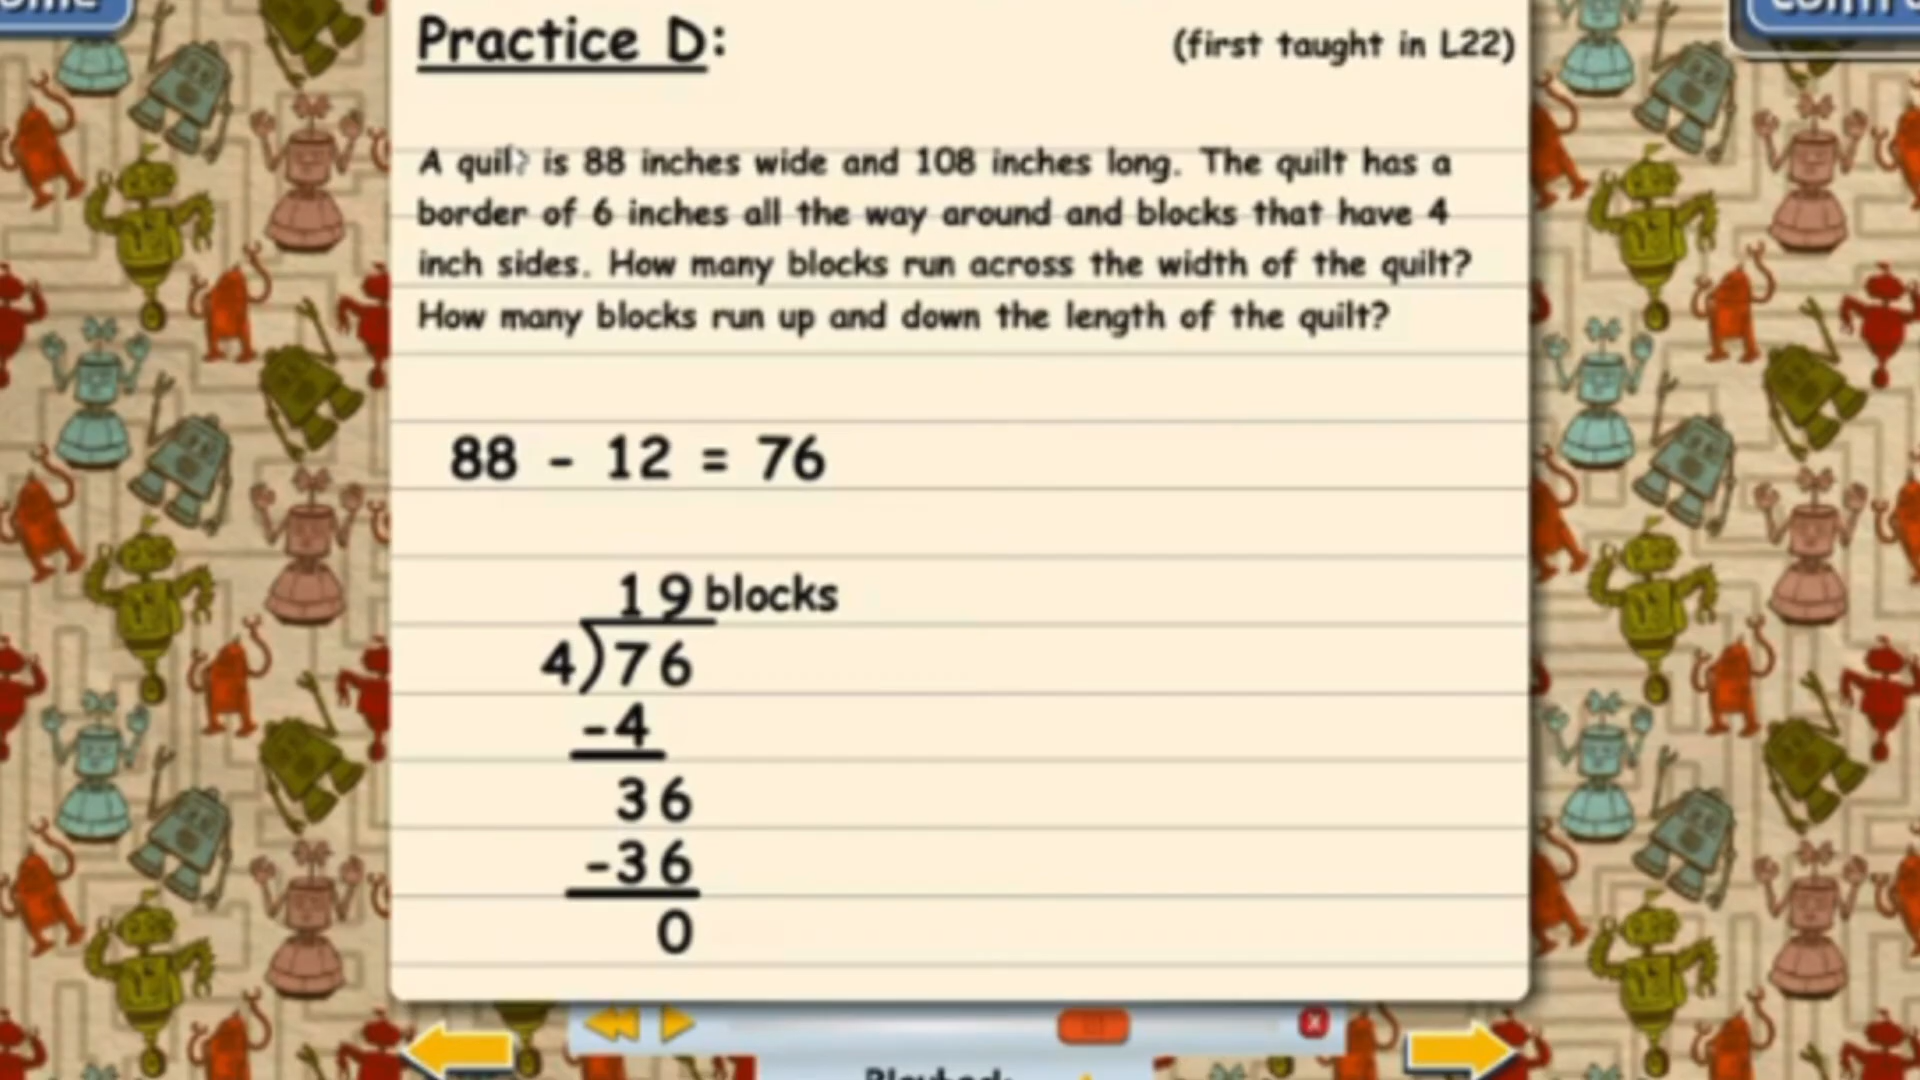 Practice D:
(first taught in L22)
A quilt is 88 inches wide and 108 inches long. The quilt has a
border of 6 inches all the way around and blocks that have 4
inch sides. How many blocks run across the width of the quilt?
How many blocks run up and down the length of the quilt?
88 - 12 = 76
19 blocks
4)76
-4
36
-36
0